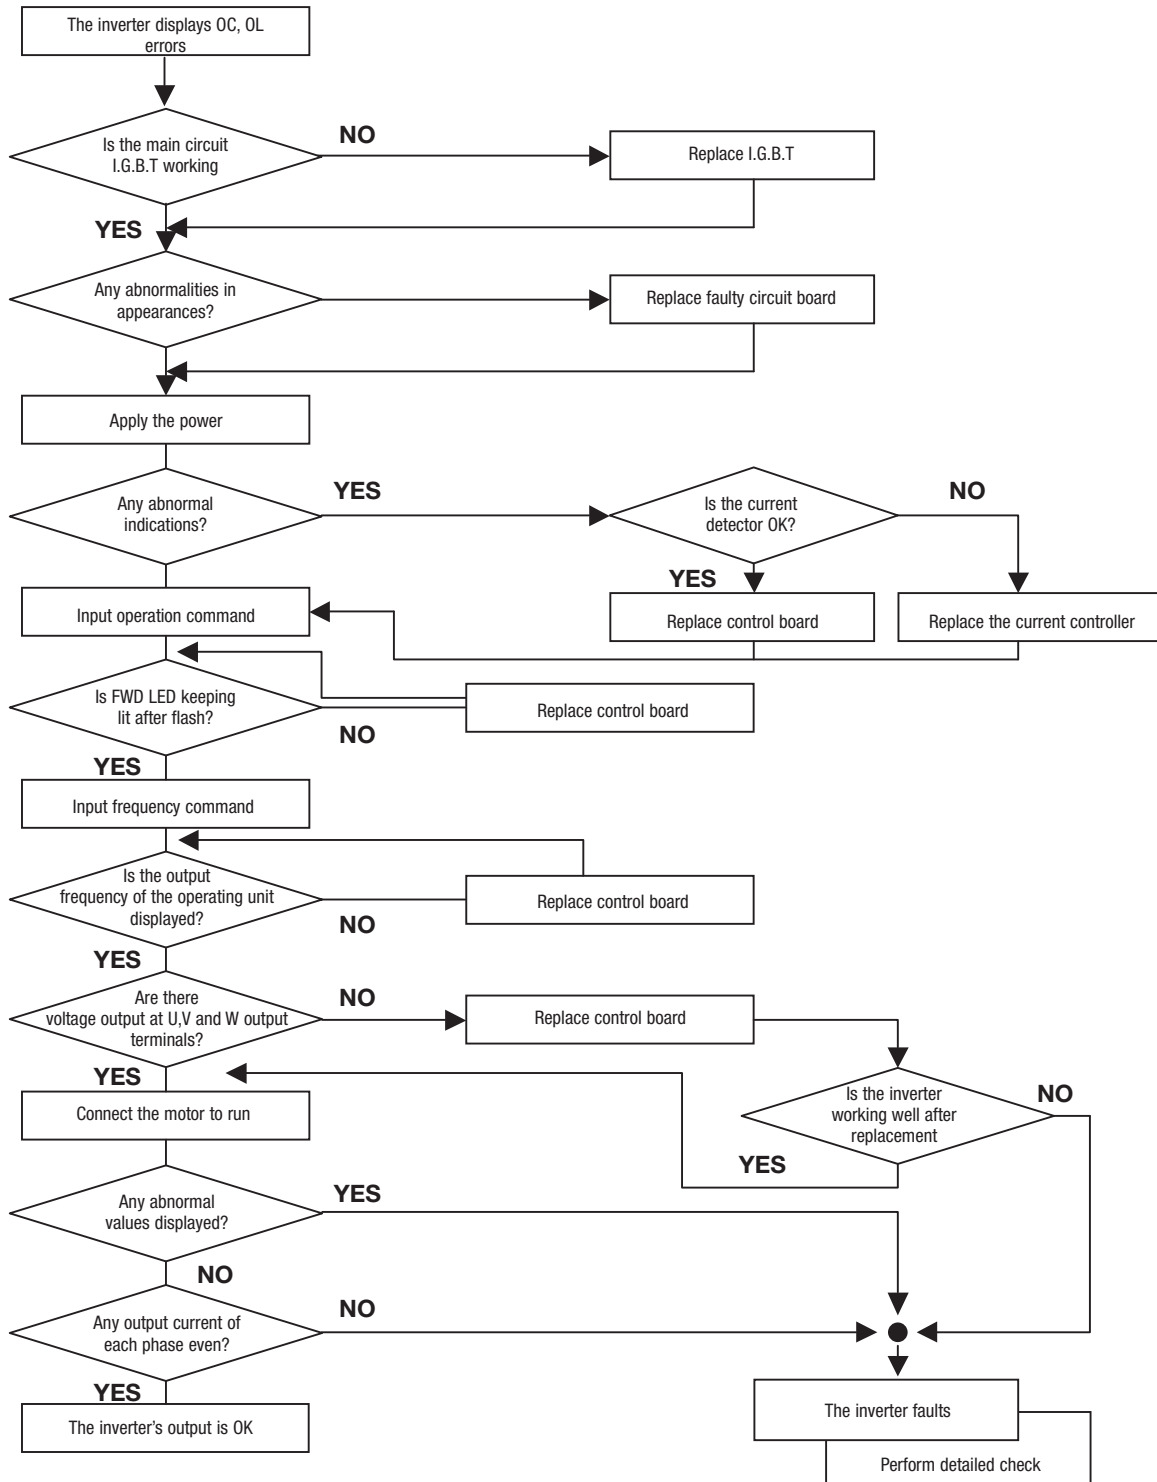 The inverter displays OC, OL
errors
Is the main circuit
I.G.B.T working
NO
Replace I.G.B.T
YES
Any abnormalities in
appearances?
Replace faulty circuit board
Apply the power
Any abnormal
indications?
YES
Is the current
detector OK?
NO
YES
Input operation command
Replace control board
Replace the current controller
Is FWD LED keeping
lit after flash?
NO
Replace control board
YES
Input frequency command
Is the output
frequency of the operating unit
displayed?
NO
Replace control board
YES
Are there
voltage output at U,V and W output
terminals?
NO
Replace control board
YES
Is the inverter
working well after
replacement
NO
YES
Connect the motor to run
Any abnormal
values displayed?
YES
NO
Any output current of
each phase even?
NO
YES
The inverter's output is OK
The inverter faults
Perform detailed check